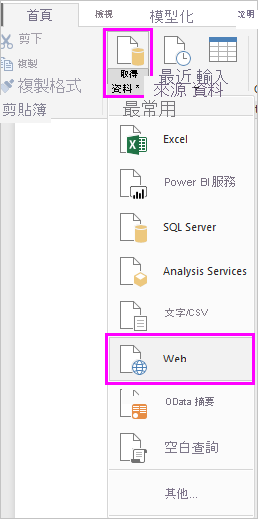 首頁 檢視 模型化 說明
剪下
複製
複製格式
剪貼簿
取得
資料
最近 輸入
來源 資料
最常用
Excel
Power BI服務
SQL Server
Analysis Services
文字/CSV
Web
OData 摘要
空白查詢
其他...